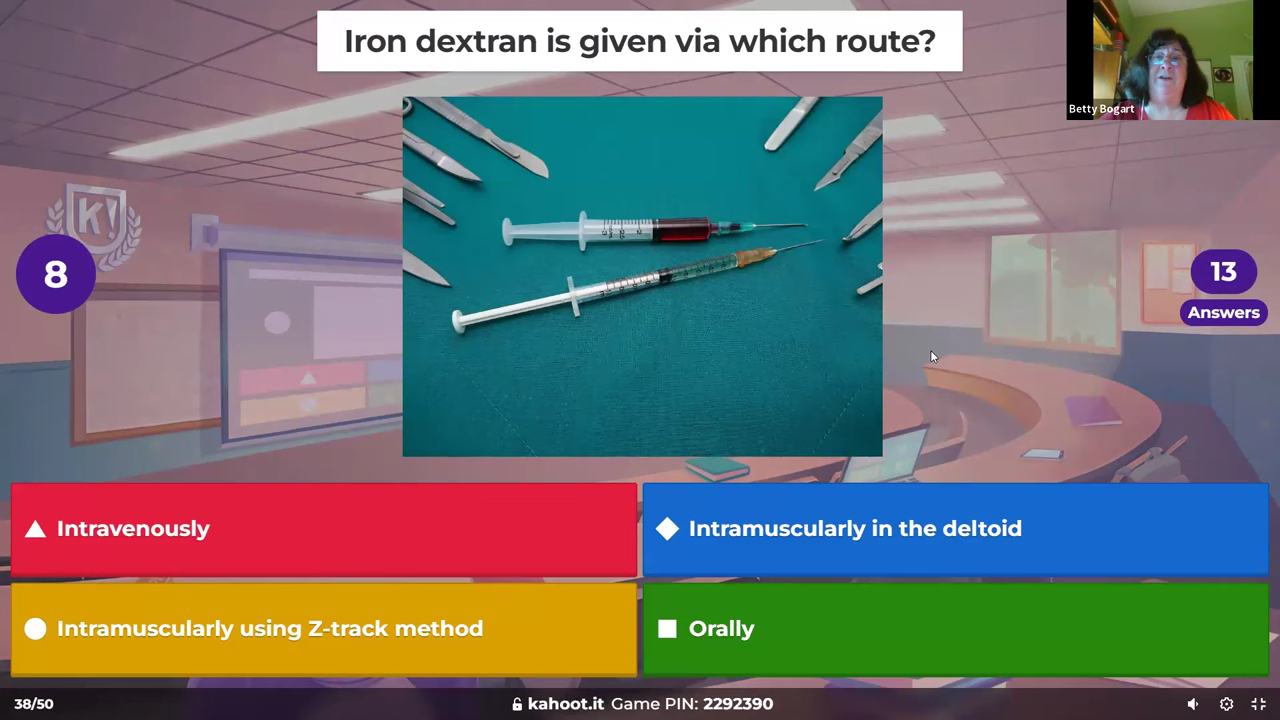 Iron dextran is given via which route?
Betty Bogart
K!
8
13
Answers
Intravenously
Intramuscularly in the deltoid
Intramuscularly using Z-track method
Orally
38/50
kahoot.it Game PIN: 2292390